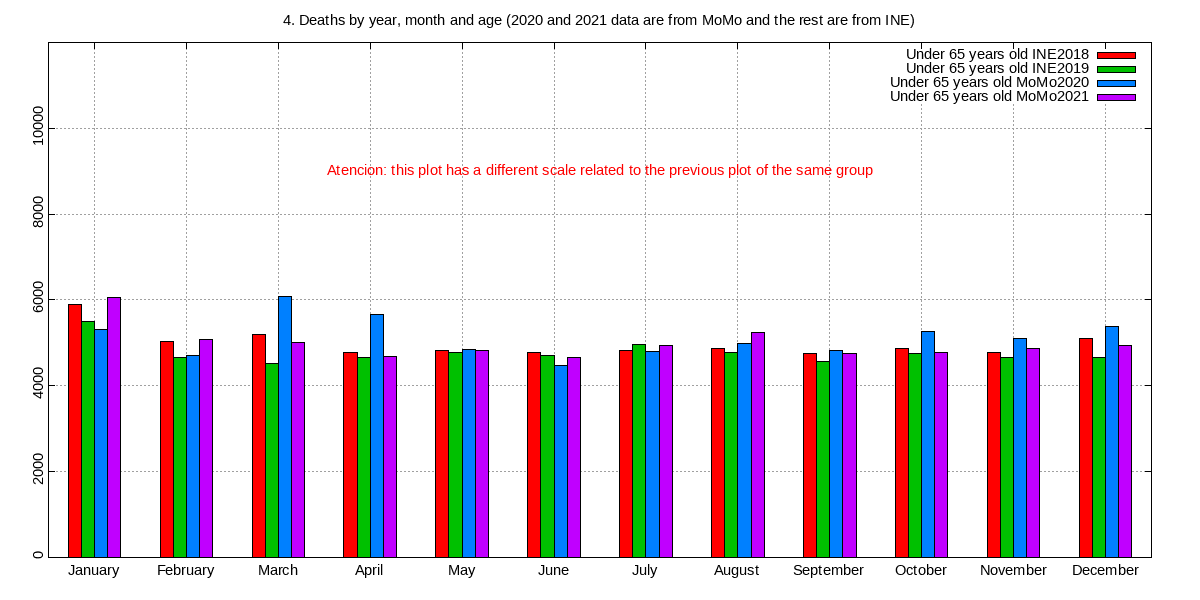 4. Deaths by year, month and age (2020 and 2021 data are from MoMo and the rest are from INE)
Under 65 years old INE2018
Under 65 years old INE2019
Under 65 years old MoMo2020
Under 65 years old MoMo2021
10000
Atencion: this plot has a different scale related to the previous plot of the same group
8000
6000
4000
2000
0
January February March April May June July August September October November December